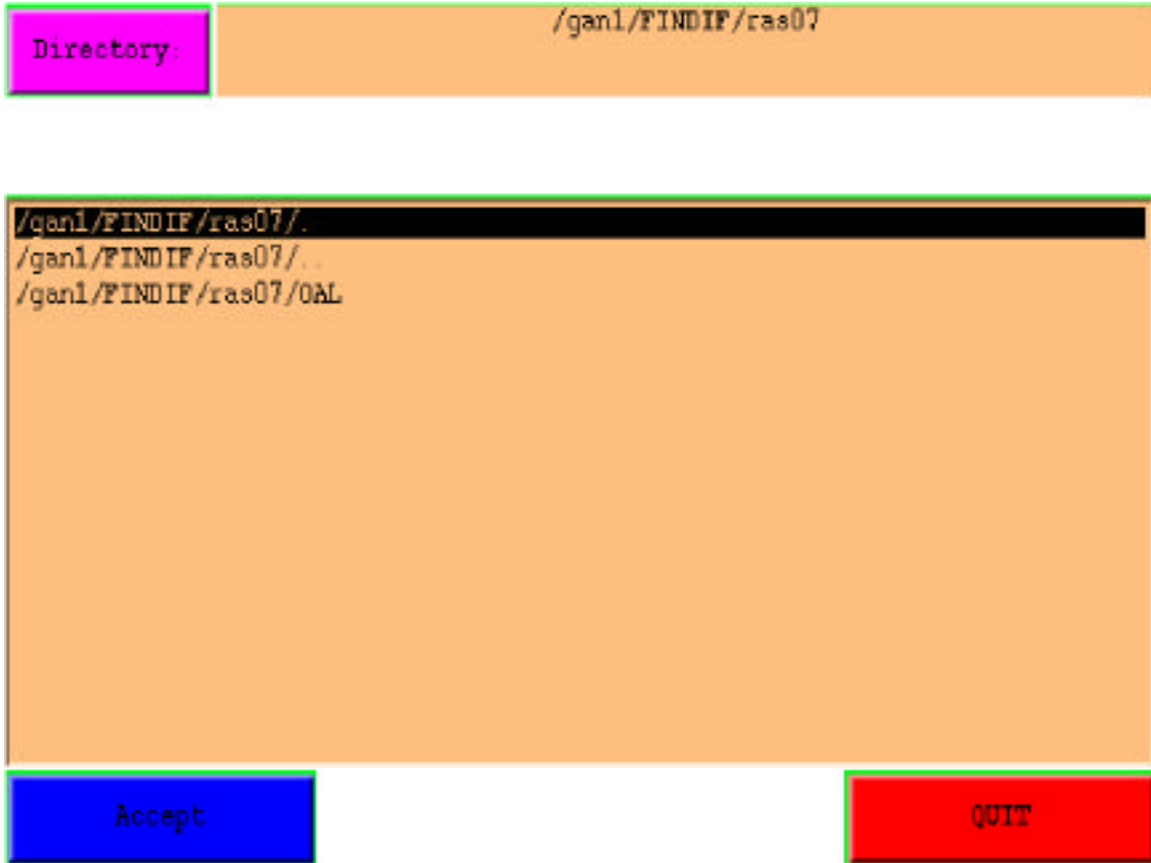 /gan1/FINDIF/ras07
Directory:
/gan1/FINDIF/ras07/.
/gan1/FINDIF/ras07/..
/gan1/FINDIF/ras07/0AL
Accept
QUIT